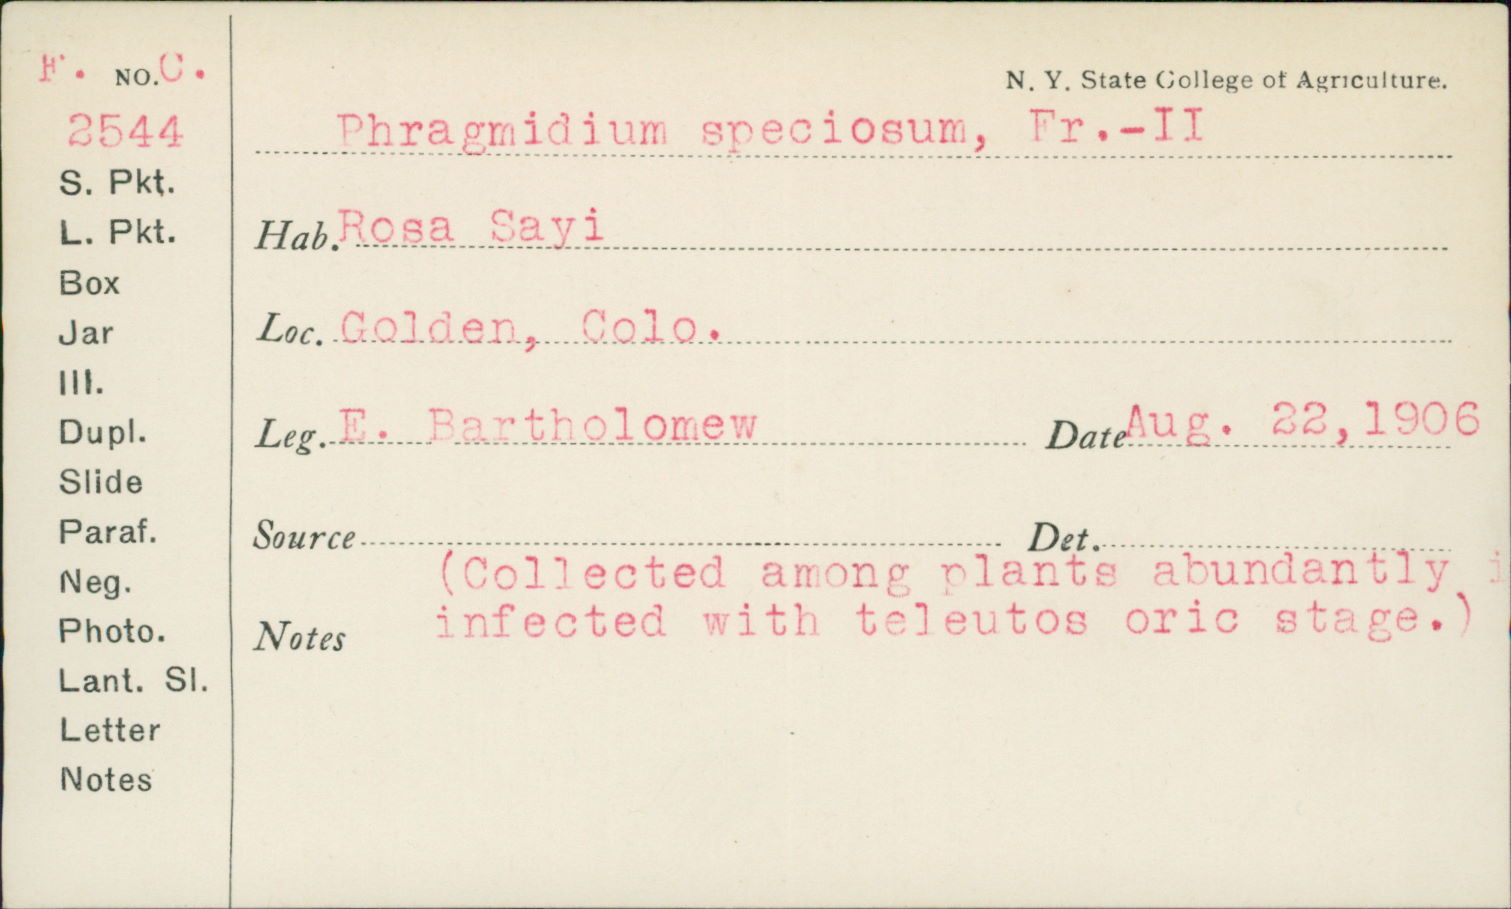 F. NO. C.
2544
S. Pkt.
L. Pkt.
Box
Jar
Ill.
Dupl.
Slide
Paraf.
Neg.
Photo.
Lant. Sl.
Letter
Notes
N. Y. State College of Agriculture.
Phragmidium speciosum, Fr.-II
Hab. Rosa Sayi
Loc. Golden, Colo.
Leg. E. Bartholomew Date Aug. 22,1906
Source Det.
(Collected among plants abundantly i
Notes infected with teleutos oric stage.)